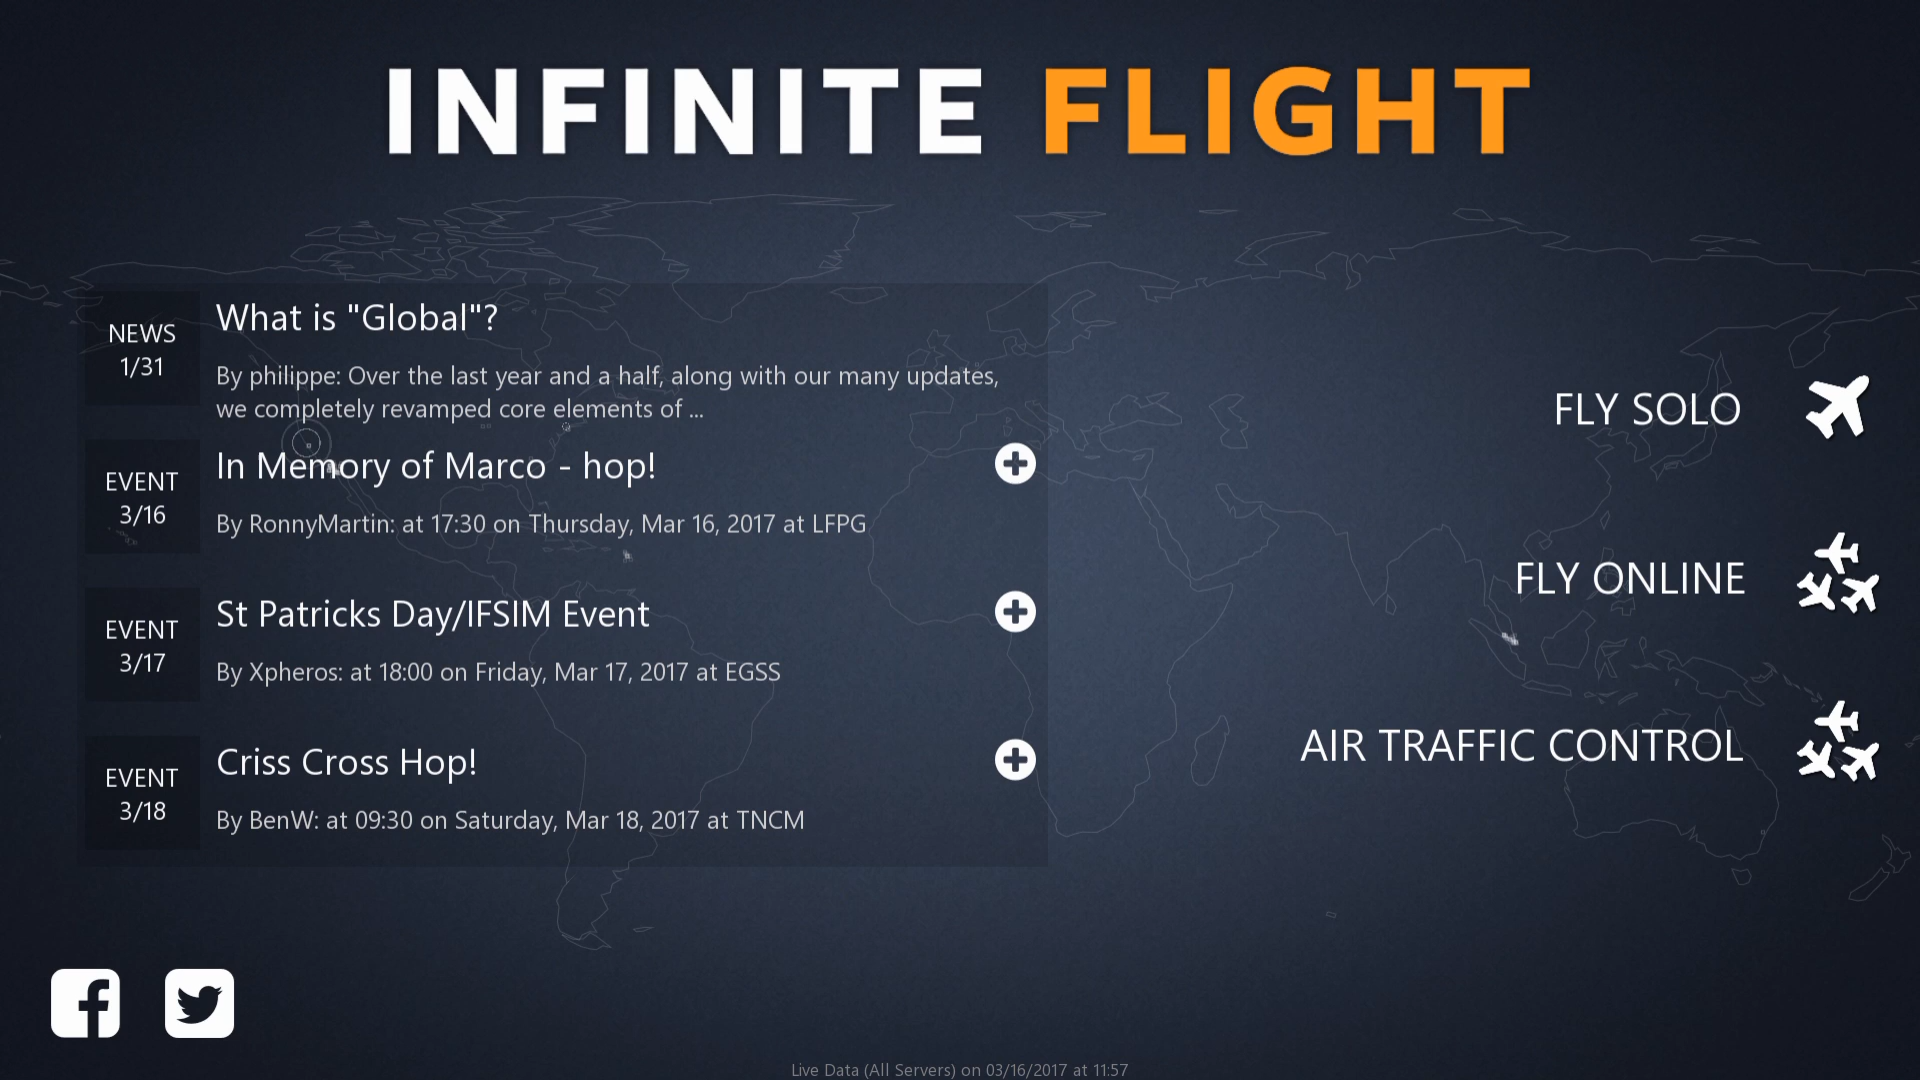 INFINITE FLIGHT
NEWS
1/31
What is "Global"?
By philippe: Over the last year and a half, along with our many updates,
we completely revamped core elements of ...
EVENT
3/16
In Memory of Marco - hop!
By RonnyMartin: at 17:30 on Thursday, Mar 16, 2017 at LFPG
EVENT
3/17
St Patricks Day/IFSIM Event
By Xpheros: at 18:00 on Friday, Mar 17, 2017 at EGSS
EVENT
3/18
Criss Cross Hop!
By BenW: at 09:30 on Saturday, Mar 18, 2017 at TNCM
FLY SOLO
FLY ONLINE
AIR TRAFFIC CONTROL
Live Data (All Servers) on 03/16/2017 at 11:57